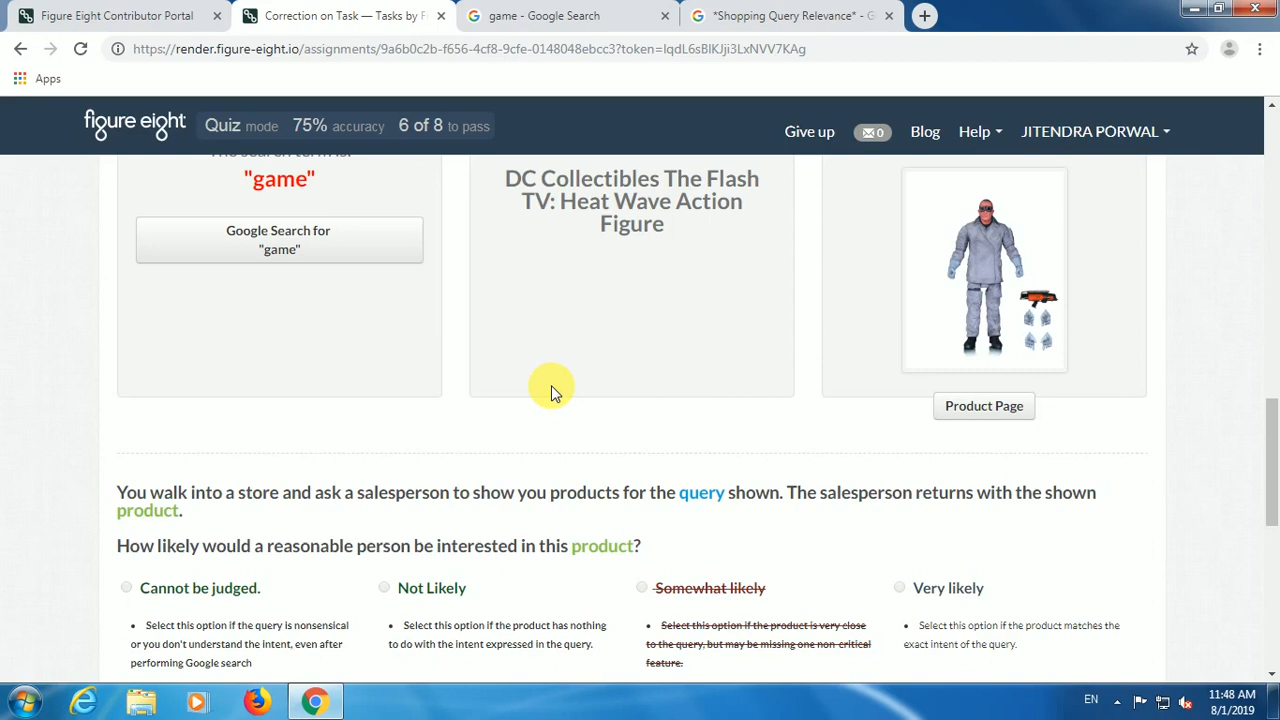 Figure Eight Contributor Portal
Correction on Task — Tasks by F
game - Google Search
*Shopping Query Relevance* - G
https://render.figure-eight.io/assignments/9a6b0c2b-f656-4cf8-9cfe-0148048ebcc3?token=lqdL6sBlKJji3LxNVV7KAg
Apps
figure eight
Quiz mode 75% accuracy 6 of 8 to pass
Give up 0 Blog Help JITENDRA PORWAL
The search term is:
"game"
Google Search for
"game"
DC Collectibles The Flash
TV: Heat Wave Action
Figure
Product Page
You walk into a store and ask a salesperson to show you products for the query shown. The salesperson returns with the shown
product.
How likely would a reasonable person be interested in this product?
Cannot be judged.
Select this option if the query is nonsensical
or you don't understand the intent, even after
performing Google search
Not Likely
Select this option if the product has nothing
to do with the intent expressed in the query.
Somewhat likely
Select this option if the product is very close
to the query, but may be missing one non-critical
feature.
Very likely
Select this option if the product matches the
exact intent of the query.
EN
11:48 AM
8/1/2019